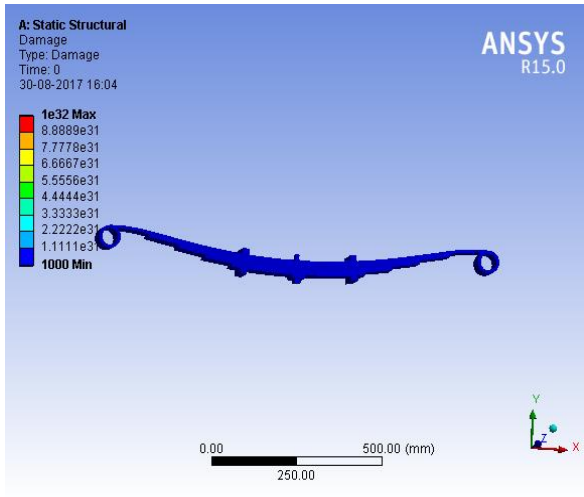 A: Static Structural
Damage
Type: Damage
Time: 0
30-08-2017 16:04
ANSYS
R15.0
1e32 Max
8.8889e31
7.7778e31
6.6667e31
5.5556e31
4.4444e31
3.3333e31
2.2222e31
1.1111e31
1000 Min
0.00 500.00 (mm)
250.00
Y
Z
X